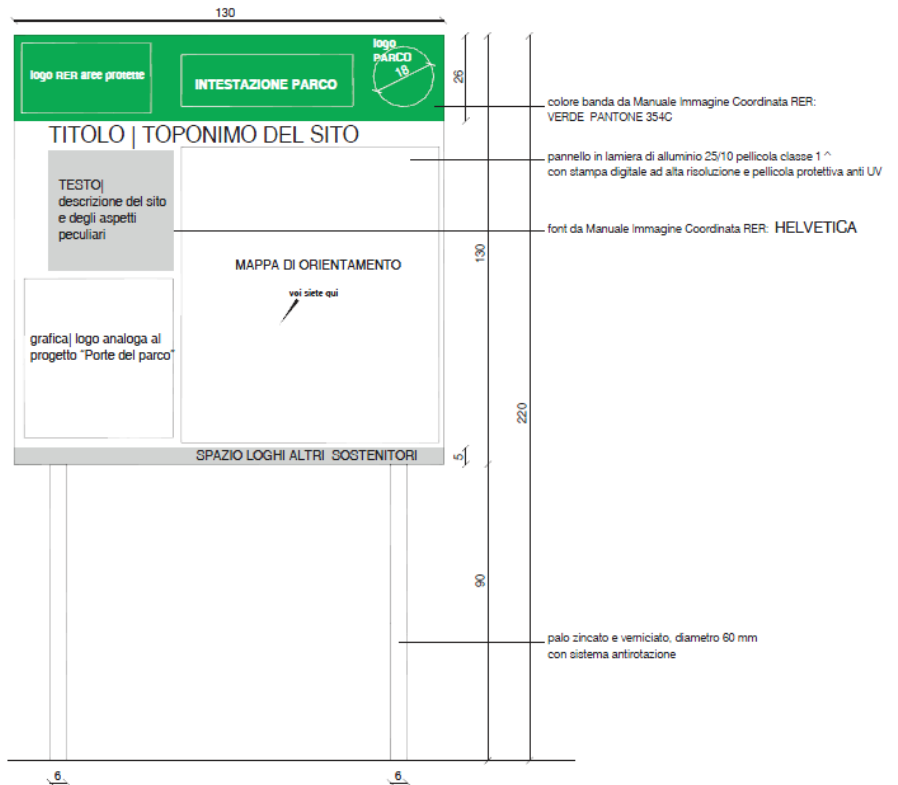 130
logo RER aree protette
INTESTAZIONE PARCO
logo
PARCO
18
26
colore banda da Manuale Immagine Coordinata RER:
VERDE PANTONE 354C
TITOLO | TOPONIMO DEL SITO
pannello in lamiera di alluminio 25/10 pellicola classe 1 ^
con stampa digitale ad alta risoluzione e pellicola protettiva anti UV
TESTO|
descrizione del sito
e degli aspetti
peculiari
font da Manuale Immagine Coordinata RER: HELVETICA
130
MAPPA DI ORIENTAMENTO
voi siete qui
grafica| logo analoga al
progetto "Porte del parco"
220
SPAZIO LOGHI ALTRI SOSTENITORI
5
90
palo zincato e verniciato, diametro 60 mm
con sistema antirotazione
6
6